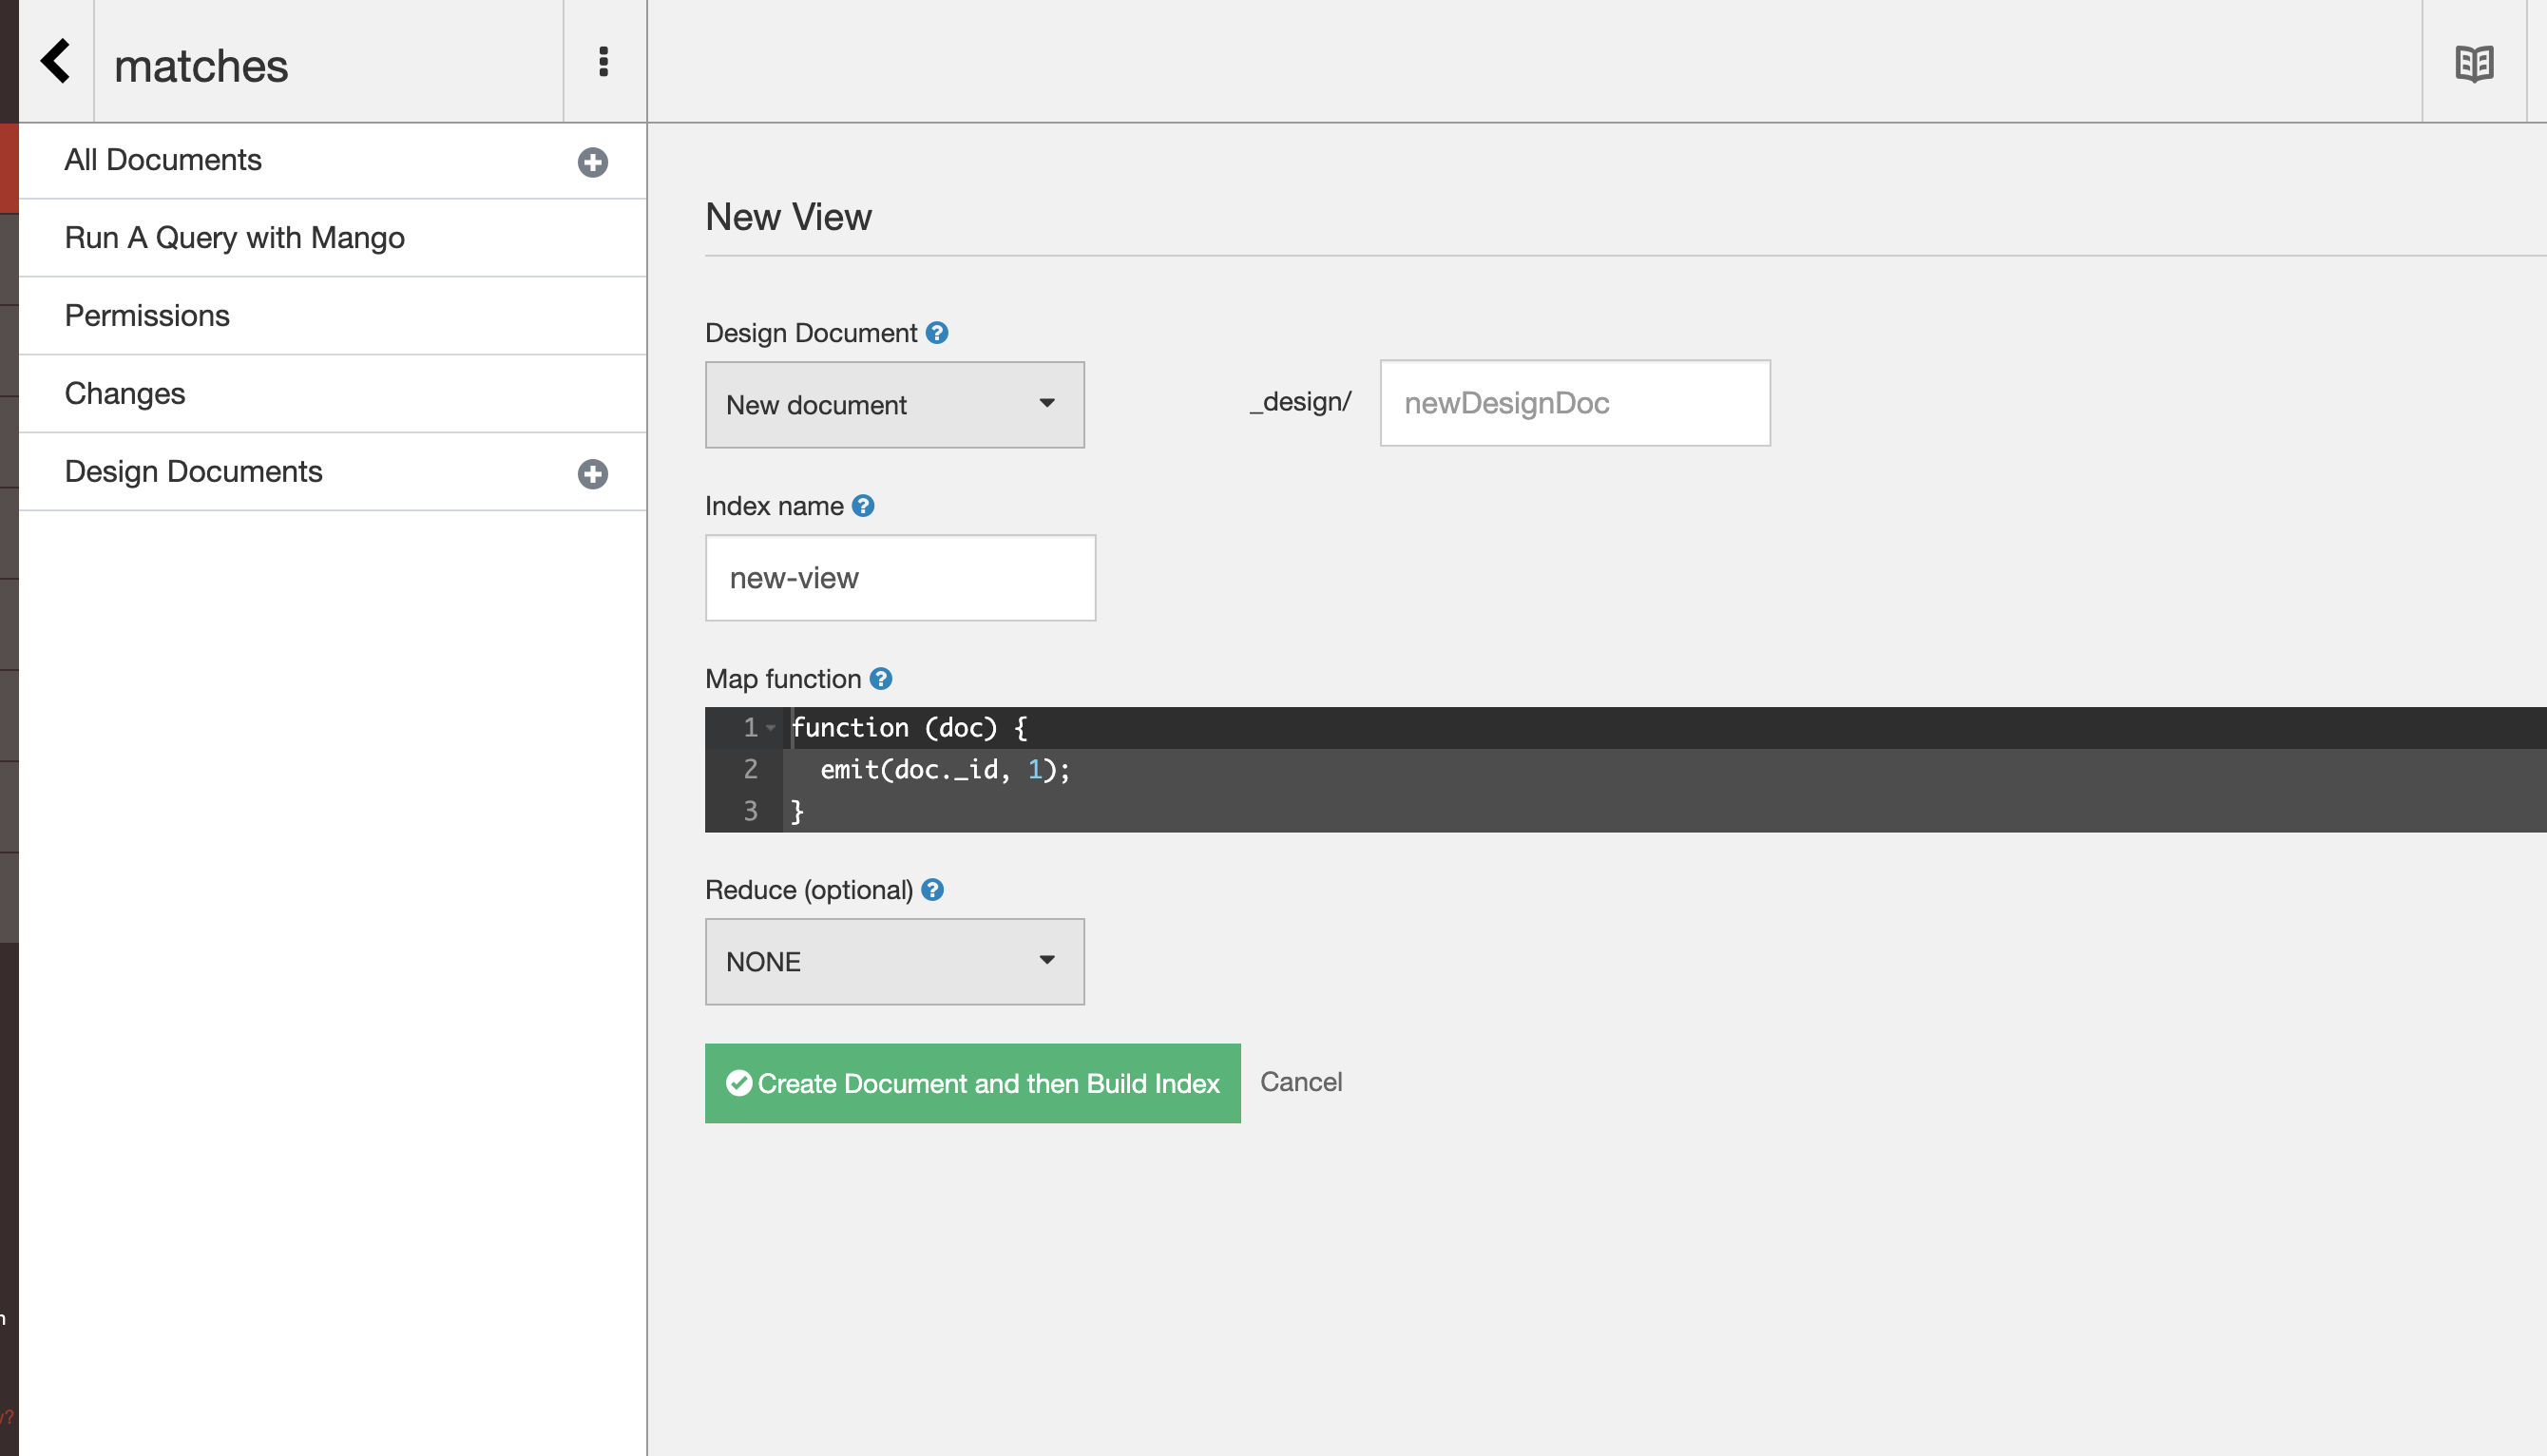 matches
All Documents
Run A Query with Mango
Permissions
Changes
Design Documents
New View
Design Document
New document
_design/
newDesignDoc
Index name
new-view
Map function
1 function (doc) {
2   emit(doc._id, 1);
3 }
Reduce (optional)
NONE
Create Document and then Build Index
Cancel